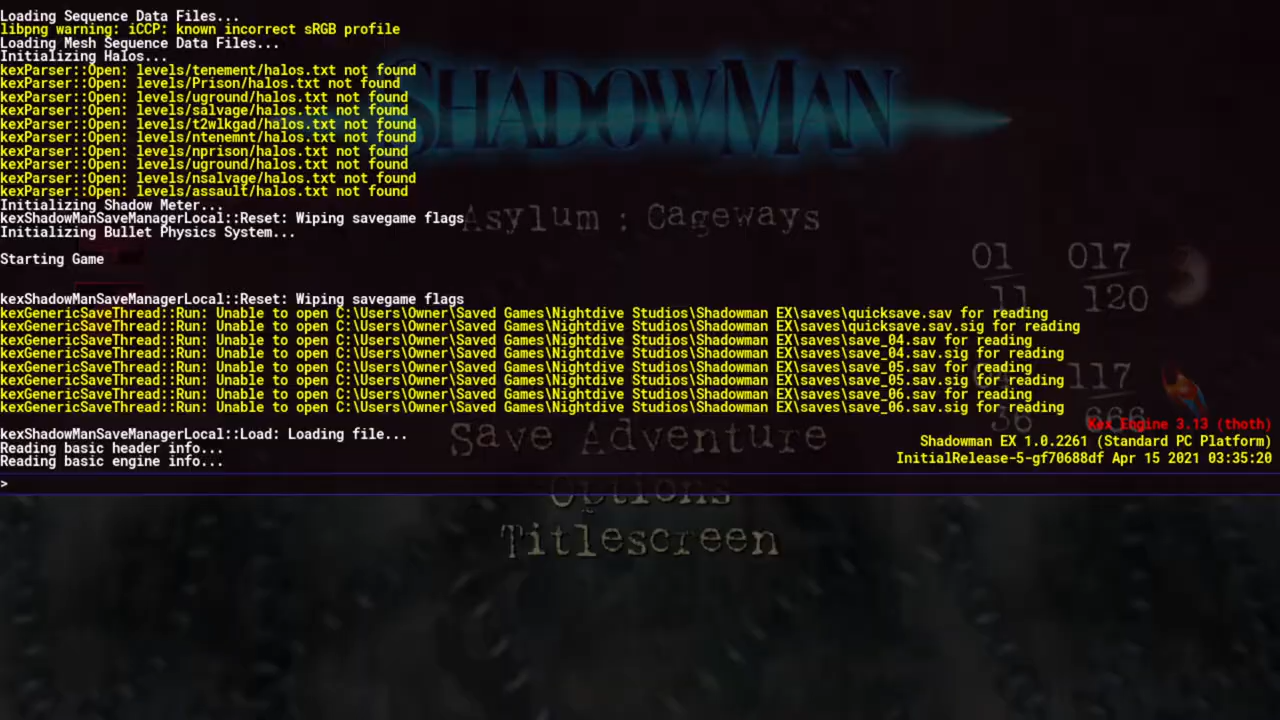 Loading Sequence Data Files...
libpng warning: iCCP: known incorrect sRGB profile
Loading Mesh Sequence Data Files...
Initializing Halos...
kexParser::Open: levels/tenement/halos.txt not found
kexParser::Open: levels/Prison/halos.txt not found
kexParser::Open: levels/uground/halos.txt not found
kexParser::Open: levels/salvage/halos.txt not found
kexParser::Open: levels/t2wlkgad/halos.txt not found
kexParser::Open: levels/ntenemnt/halos.txt not found
kexParser::Open: levels/nprison/halos.txt not found
kexParser::Open: levels/uground/halos.txt not found
kexParser::Open: levels/nsalvage/halos.txt not found
kexParser::Open: levels/assault/halos.txt not found
SHADOWMAN
Initializing Shadow Meter...
kexShadowManSaveManagerLocal::Reset: Wiping savegame flags
Asylum : Cageways
Initializing Bullet Physics System...
Starting Game
01
11
017
120
kexShadowManSaveManagerLocal::Reset: Wiping savegame flags
kexGenericSaveThread::Run: Unable to open C:\Users\Owner\Saved Games\Nightdive Studios\Shadowman EX\saves\quicksave.sav for reading
kexGenericSaveThread::Run: Unable to open C:\Users\Owner\Saved Games\Nightdive Studios\Shadowman EX\saves\quicksave.sav.sig for reading
kexGenericSaveThread::Run: Unable to open C:\Users\Owner\Saved Games\Nightdive Studios\Shadowman EX\saves\save_04.sav for reading
kexGenericSaveThread::Run: Unable to open C:\Users\Owner\Saved Games\Nightdive Studios\Shadowman EX\saves\save_04.sav.sig for reading
kexGenericSaveThread::Run: Unable to open C:\Users\Owner\Saved Games\Nightdive Studios\Shadowman EX\saves\save_05.sav for reading
kexGenericSaveThread::Run: Unable to open C:\Users\Owner\Saved Games\Nightdive Studios\Shadowman EX\saves\save_05.sav.sig for reading
kexGenericSaveThread::Run: Unable to open C:\Users\Owner\Saved Games\Nightdive Studios\Shadowman EX\saves\save_06.sav for reading
kexGenericSaveThread::Run: Unable to open C:\Users\Owner\Saved Games\Nightdive Studios\Shadowman EX\saves\save_06.sav.sig for reading
36
117
666
kexShadowManSaveManagerLocal::Load: Loading file...
Reading basic header info...
Reading basic engine info...
Save Adventure
Kex Engine 3.13 (thoth)
Shadowman EX 1.0.2261 (Standard PC Platform)
InitialRelease-5-gf70688df Apr 15 2021 03:35:20
>
Options
Titlescreen